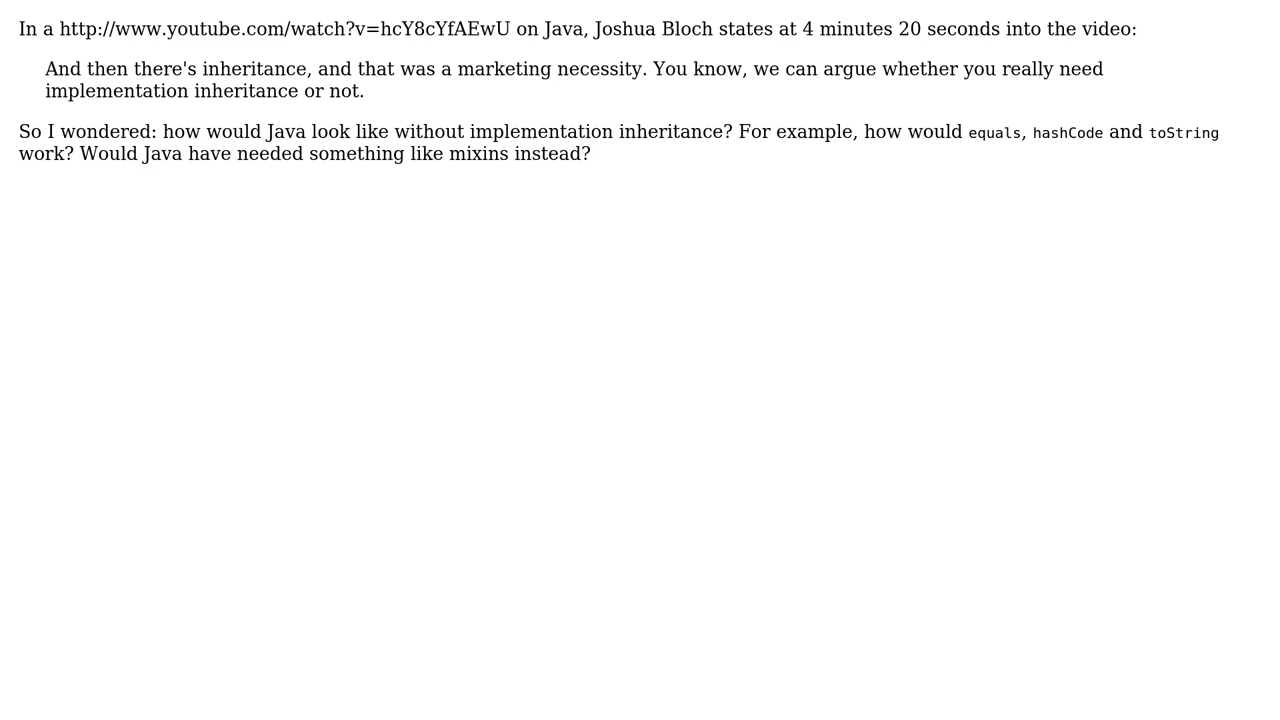 In a http://www.youtube.com/watch?v=hcY8cYfAEwU on Java, Joshua Bloch states at 4 minutes 20 seconds into the video:
And then there's inheritance, and that was a marketing necessity. You know, we can argue whether you really need
implementation inheritance or not.
So I wondered: how would Java look like without implementation inheritance? For example, how would equals, hashCode and toString
work? Would Java have needed something like mixins instead?